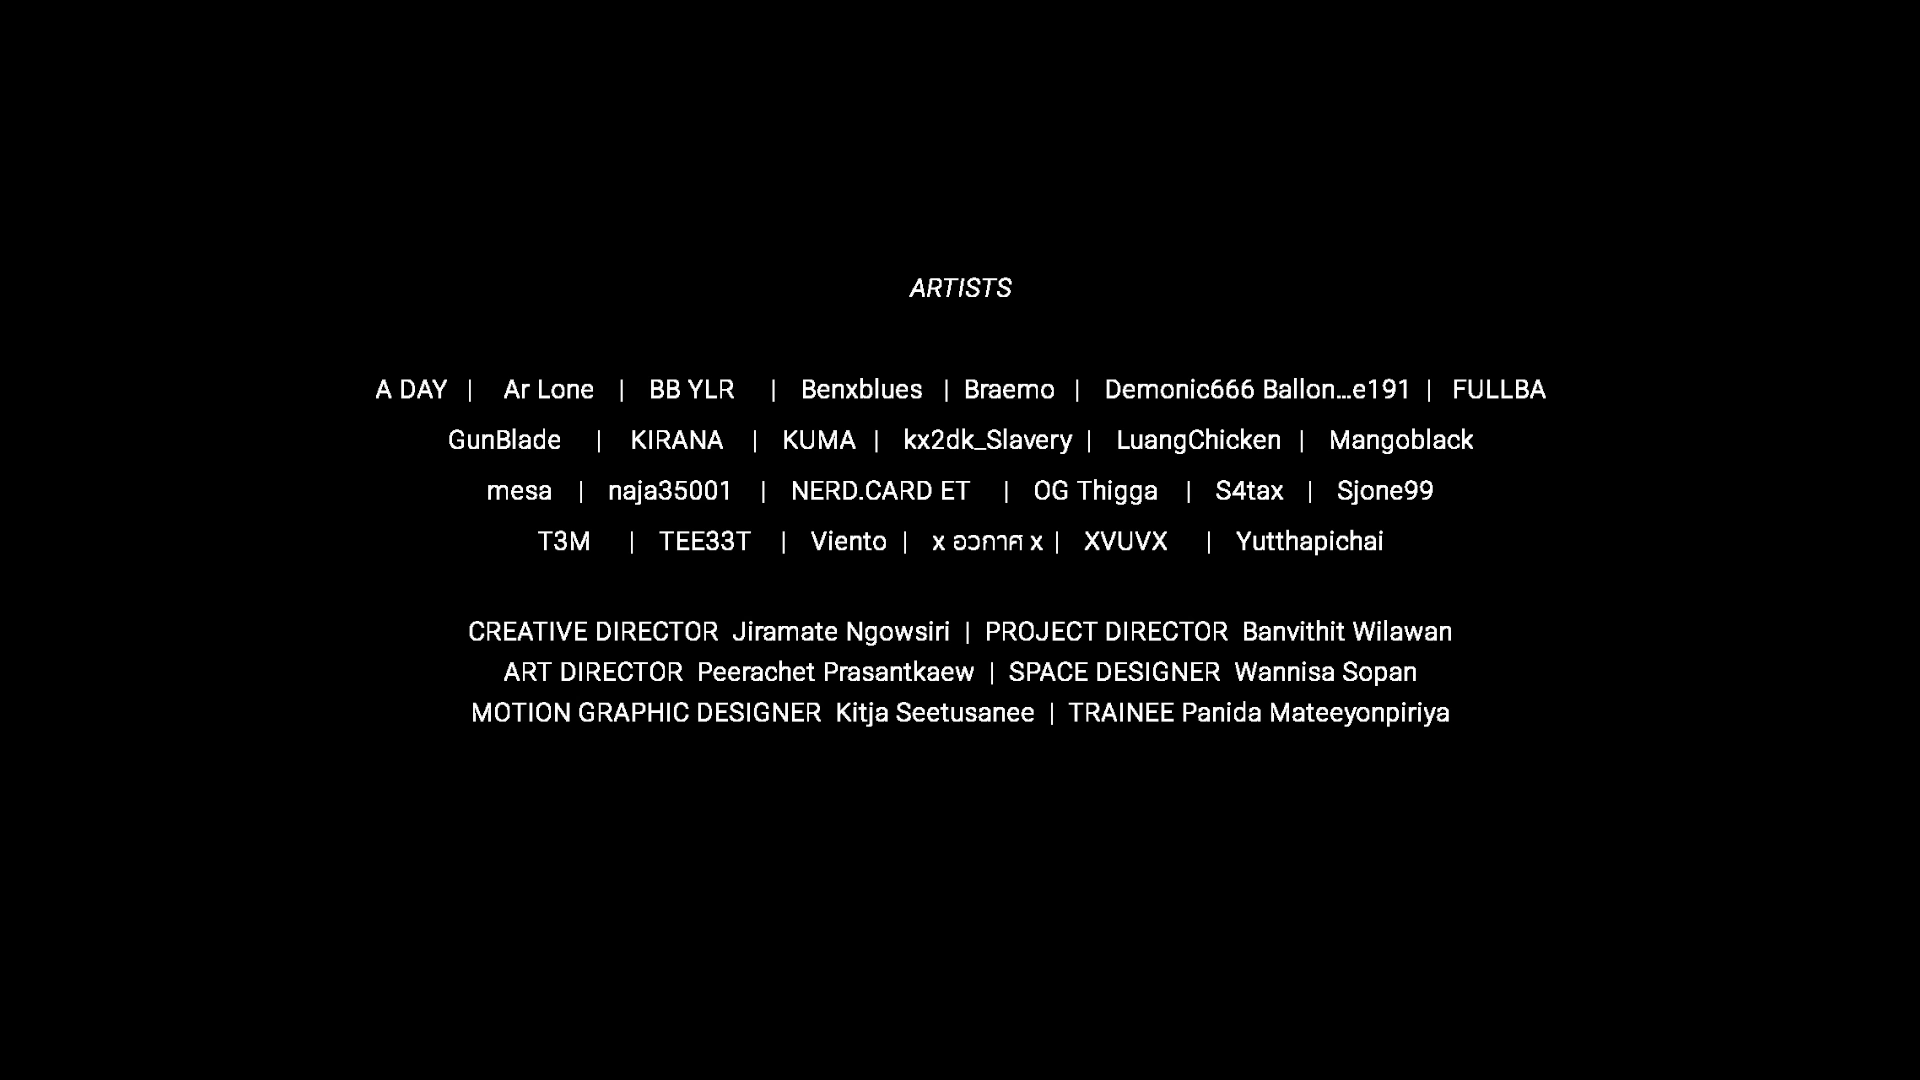 ARTISTS
A DAY | Ar Lone | BB YLR | Benxblues | Braemo | Demonic666 Ballon...e191 | FULLBA
GunBlade | KIRANA | KUMA | kx2dk_Slavery | LuangChicken | Mangoblack
mesa | naja35001 | NERD.CARD ET | OG Thigga | S4tax | Sjone99
T3M | TEE33T | Viento | x อวกาศ x | XVUVX | Yutthapichai
CREATIVE DIRECTOR Jiramate Ngowsiri | PROJECT DIRECTOR Banvithit Wilawan
ART DIRECTOR Peerachet Prasantkaew | SPACE DESIGNER Wannisa Sopan
MOTION GRAPHIC DESIGNER Kitja Seetusanee | TRAINEE Panida Mateeyonpiriya